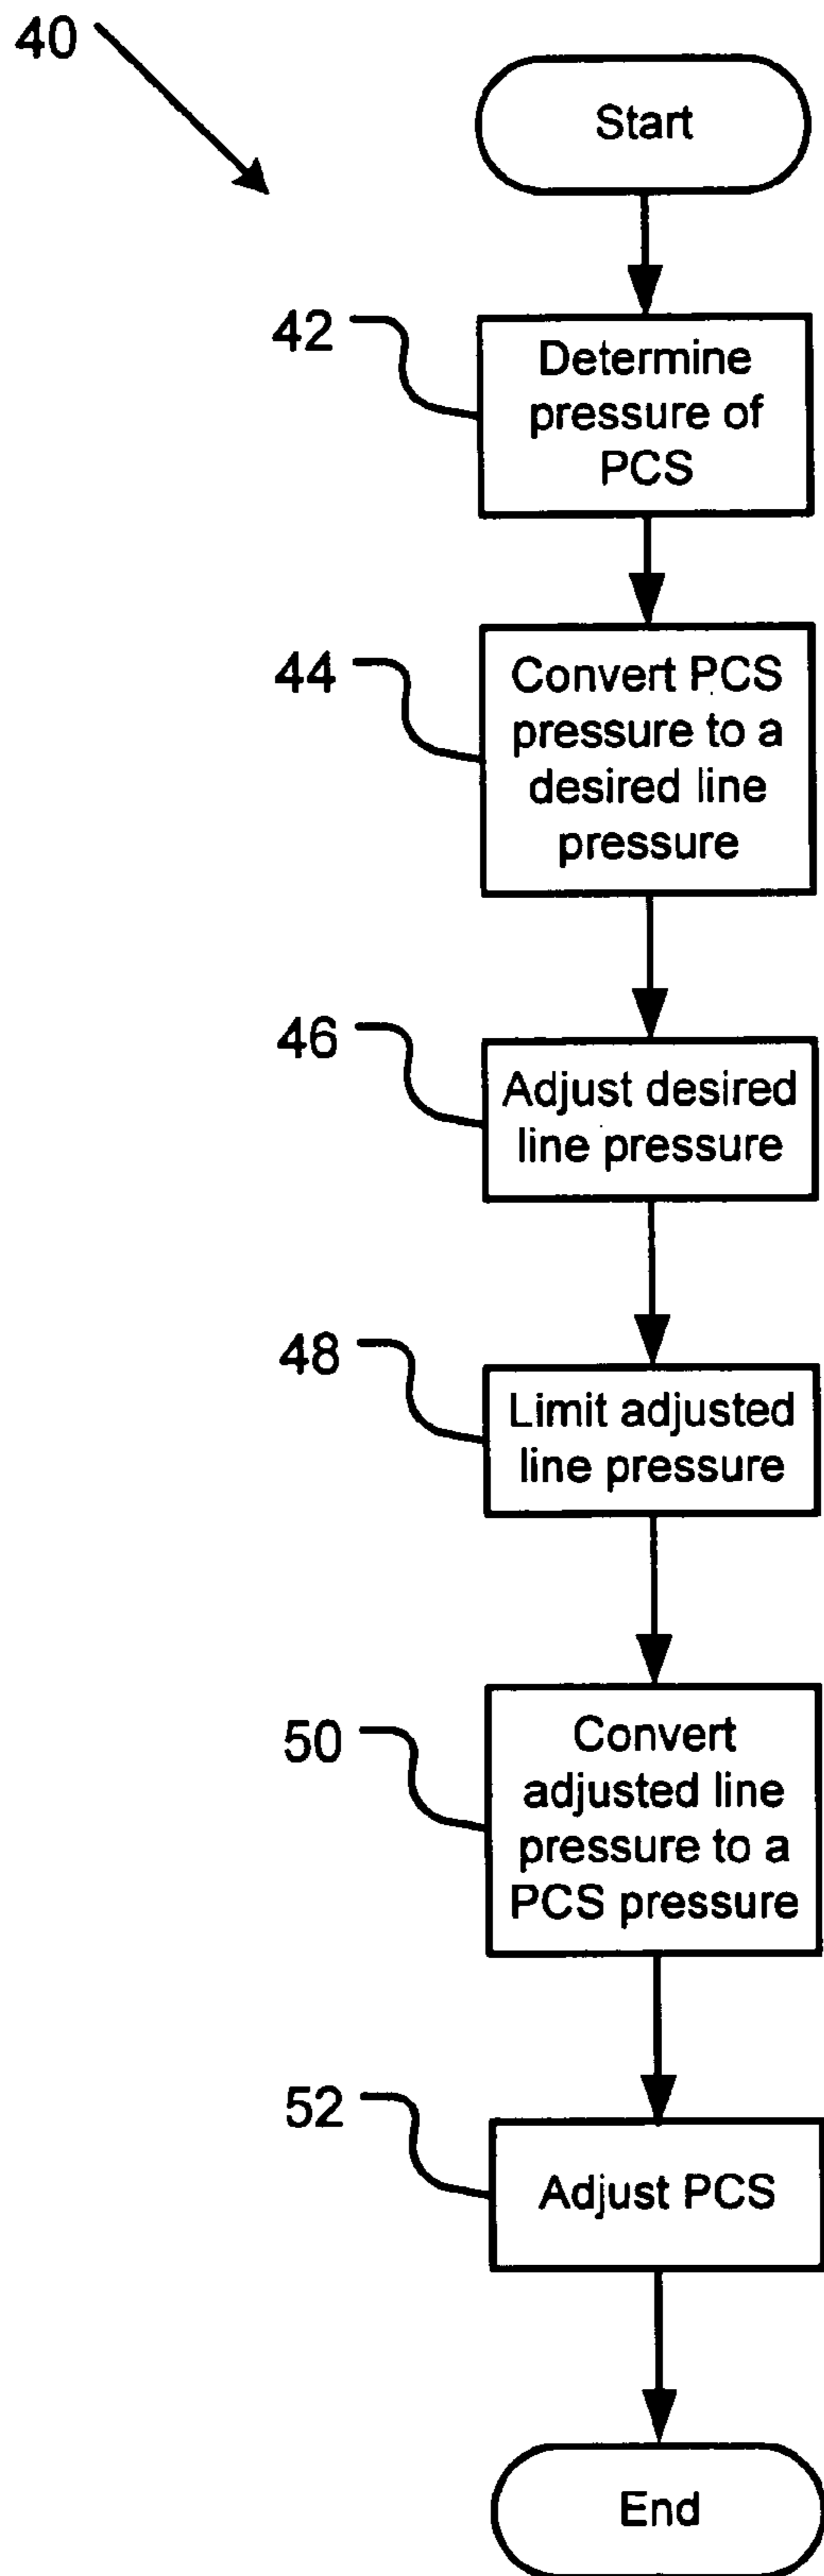 40
Start
42
Determine
pressure of
PCS
44
Convert PCS
pressure to a
desired line
pressure
46
Adjust desired
line pressure
48
Limit adjusted
line pressure
50
Convert
adjusted line
pressure to a
PCS pressure
52
Adjust PCS
End